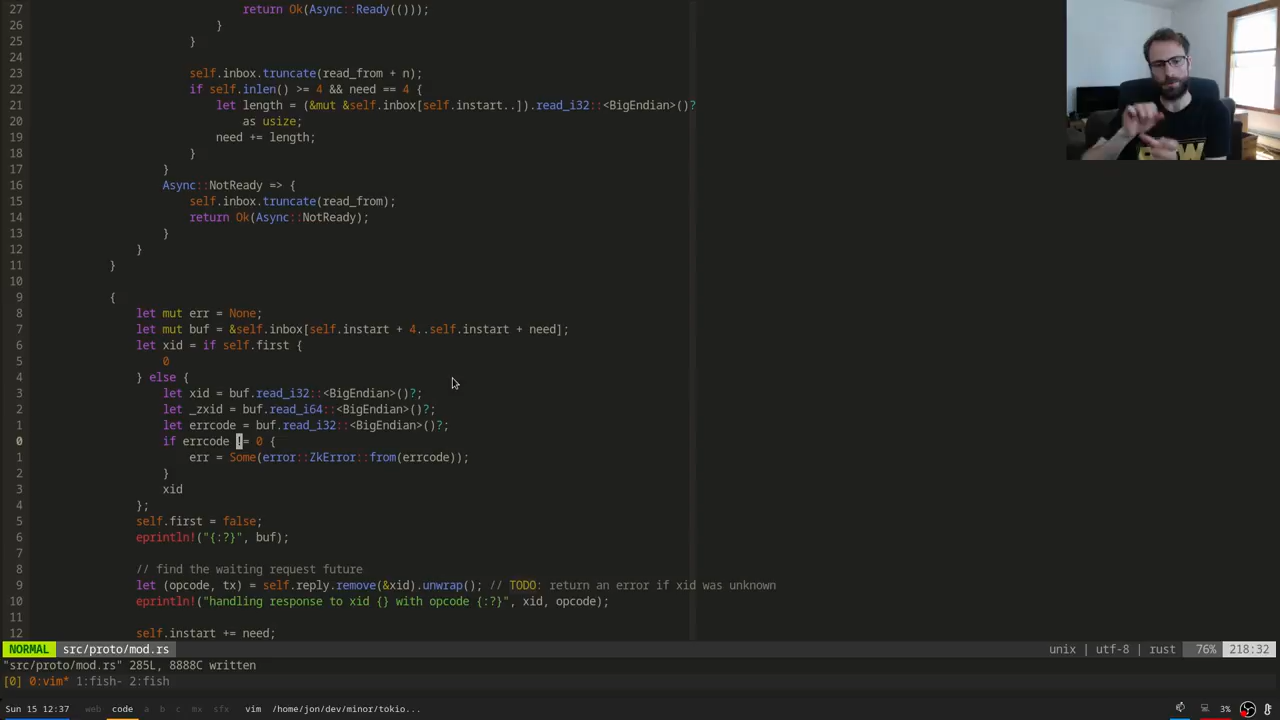 27                                  return Ok(Async::Ready(()));
26                              }
25                          }
24
23                          self.inbox.truncate(read_from + n);
22                          if self.inlen() >= 4 && need == 4 {
21                              let length = (&mut &self.inbox[self.instart..]).read_i32::<BigEndian>()?
20                                  as usize;
19                              need += length;
18                          }
17                      }
16                      Async::NotReady => {
15                          self.inbox.truncate(read_from);
14                          return Ok(Async::NotReady);
13                      }
12                  }
11              }
10
9              {
8                  let mut err = None;
7                  let mut buf = &self.inbox[self.instart + 4..self.instart + need];
6                  let xid = if self.first {
5                      0
4                  } else {
3                      let xid = buf.read_i32::<BigEndian>()?;
2                      let _zxid = buf.read_i64::<BigEndian>()?;
1                      let errcode = buf.read_i32::<BigEndian>()?;
0                      if errcode != 0 {
1                          err = Some(error::ZkError::from(errcode));
2                      }
3                      xid
4                  };
5                  self.first = false;
6                  eprintln!("{:?}", buf);
7
8                  // find the waiting request future
9                  let (opcode, tx) = self.reply.remove(&xid).unwrap(); // TODO: return an error if xid was unknown
10                  eprintln!("handling response to xid {} with opcode {:?}", xid, opcode);
11
12                  self.instart += need;
NORMAL src/proto/mod.rs unix | utf-8 | rust 76% 218:32
"src/proto/mod.rs" 285L, 8888C written
[0] 0:vim* 1:fish- 2:fish
Sun 15 12:37 web code a b c mx sfx vim /home/jon/dev/minor/tokio... 3%